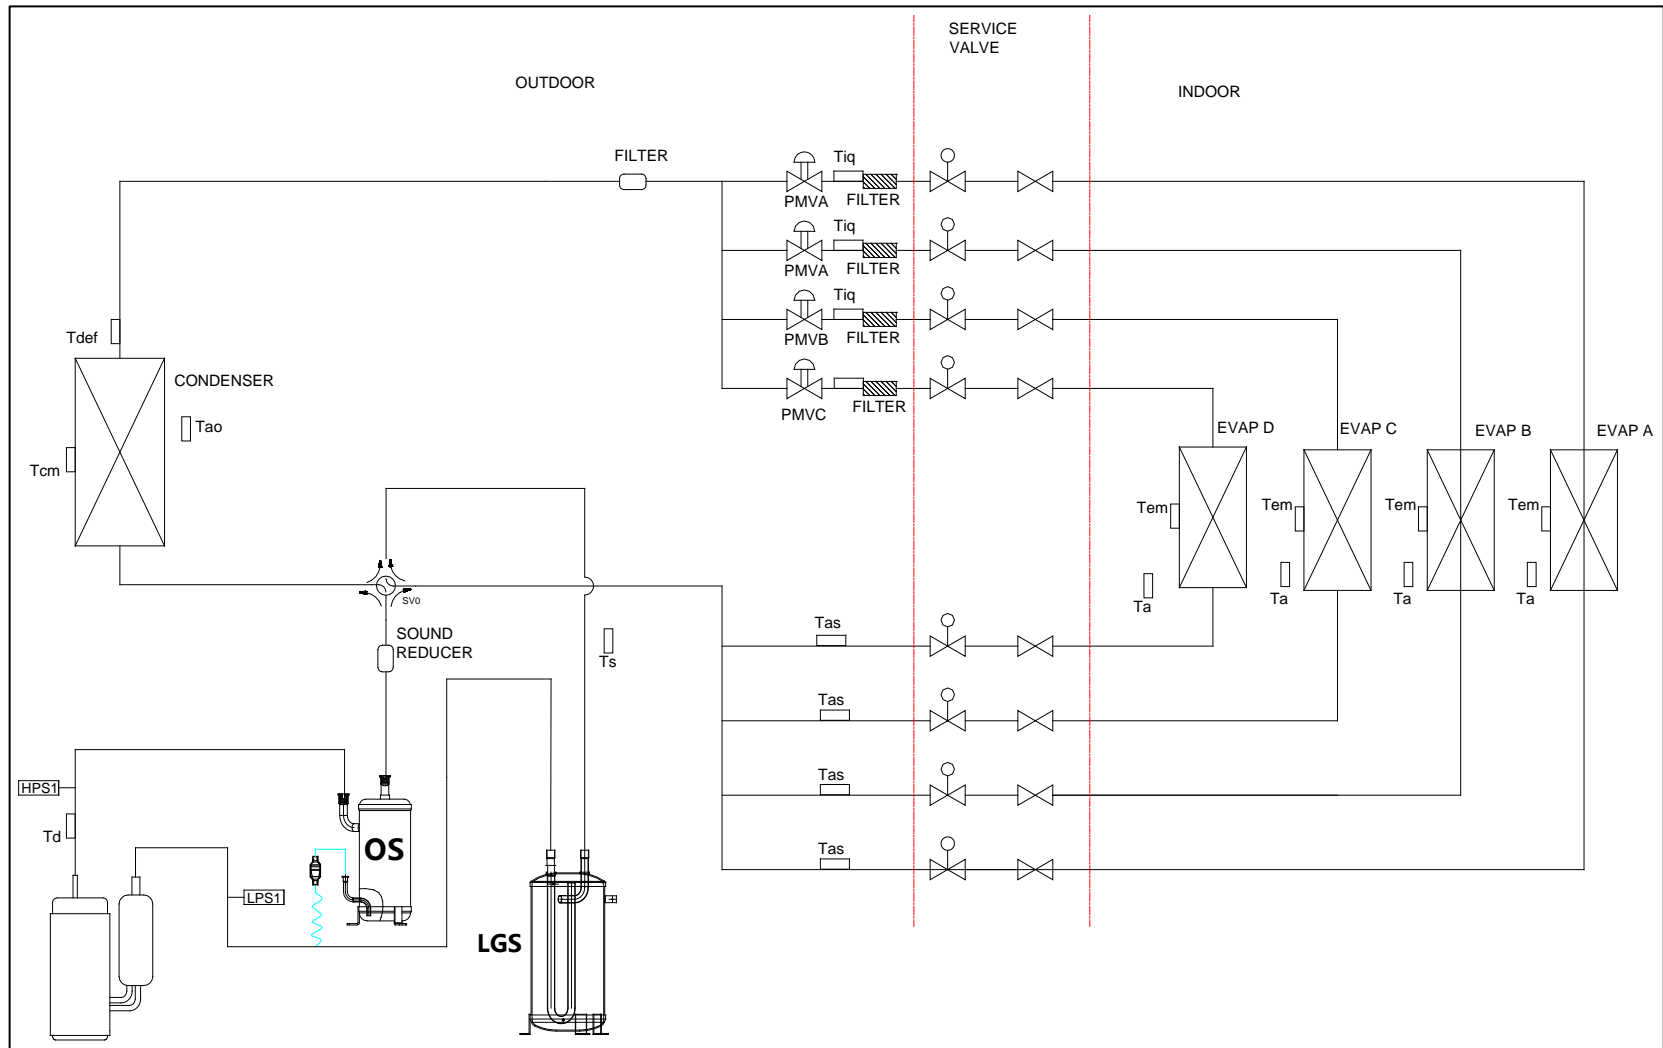 SERVICE
VALVE
OUTDOOR
INDOOR
FILTER
Tiq
PMVA
FILTER
Tiq
PMVA
FILTER
Tiq
PMVB
FILTER
PMVC
FILTER
Tdef
CONDENSER
Tao
Tcm
EVAP D
EVAP C
EVAP B
EVAP A
Tem
Tem
Tem
Tem
Ta
Ta
Ta
Ta
SV0
SOUND
REDUCER
Ts
Tas
Tas
Tas
Tas
HPS1
Td
OS
LPS1
LGS